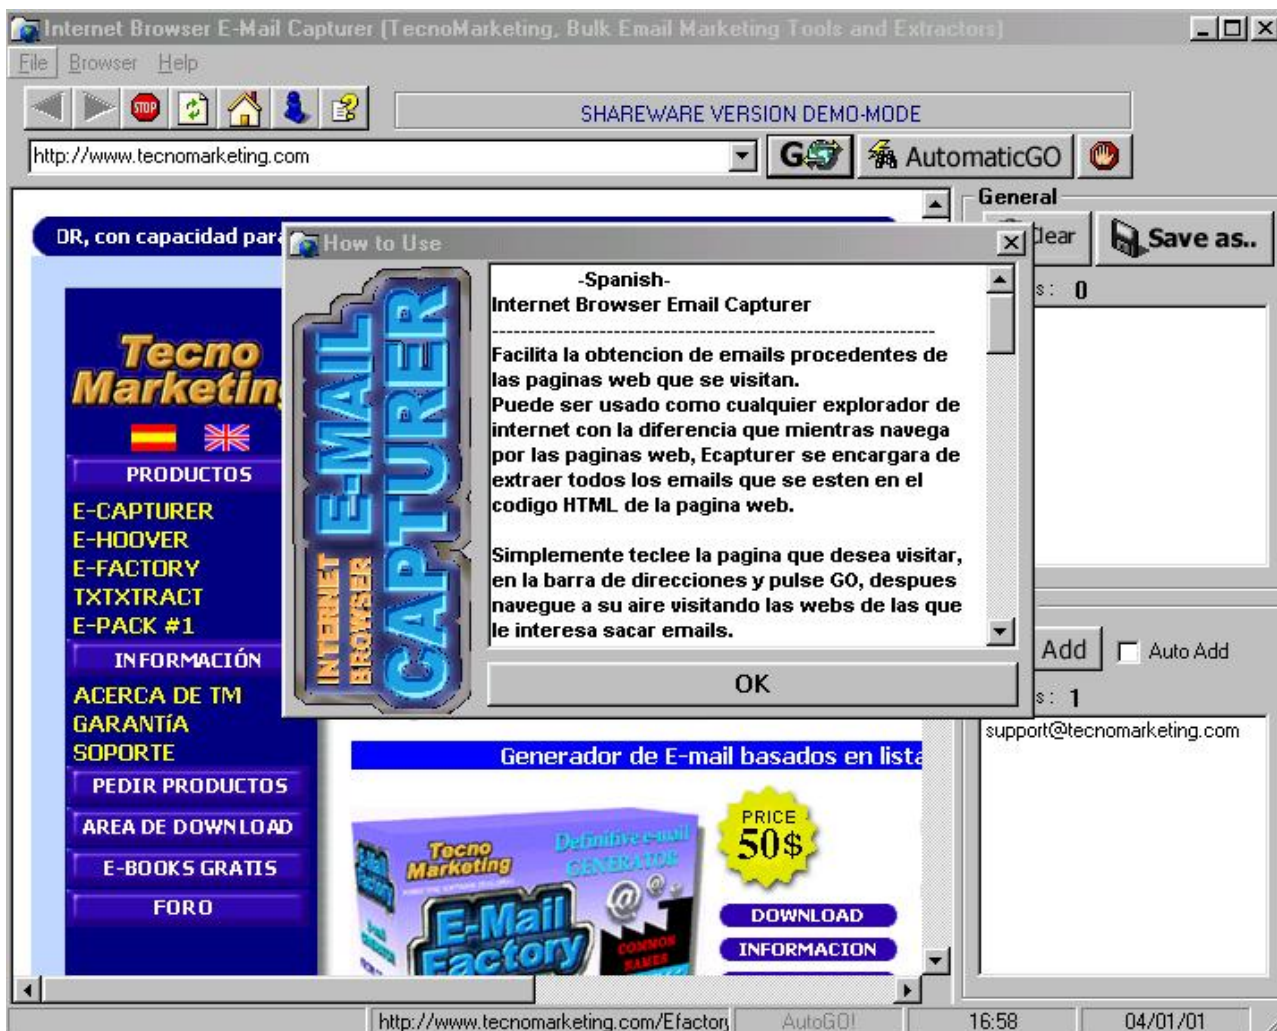 Internet Browser E-Mail Capturer (TecnoMarketing, Bulk Email Marketing Tools and Extractors)
File Browser Help
STOP
SHAREWARE VERSION DEMO-MODE
http://www.tecnomarketing.com
GO
AutomaticGO
General
Clear
Save as..
s: 0
DR, con capacidad para
How to Use
INTERNET BROWSER
E-MAIL
CAPTURER
-Spanish-
Internet Browser Email Capturer
------------------------------------------------------------------
Facilita la obtencion de emails procedentes de
las paginas web que se visitan.
Puede ser usado como cualquier explorador de
internet con la diferencia que mientras navega
por las paginas web, Ecapturer se encargara de
extraer todos los emails que se esten en el
codigo HTML de la pagina web.
Simplemente teclee la pagina que desea visitar,
en la barra de direcciones y pulse GO, despues
navegue a su aire visitando las webs de las que
le interesa sacar emails.
OK
Tecno
Marketing
PRODUCTOS
E-CAPTURER
E-HOOVER
E-FACTORY
TXTXTRACT
E-PACK #1
INFORMACIÓN
ACERCA DE TM
GARANTíA
SOPORTE
PEDIR PRODUCTOS
AREA DE DOWNLOAD
E-BOOKS GRATIS
FORO
Add
Auto Add
s: 1
support@tecnomarketing.com
Generador de E-mail basados en lista
Tecno
Marketing
Definitive e-mail
GENERATOR
E-Mail
Factory
COMMON
NAMES
PRICE
50$
DOWNLOAD
INFORMACION
http://www.tecnomarketing.com/Efactory
AutoGO!
16:58
04/01/01